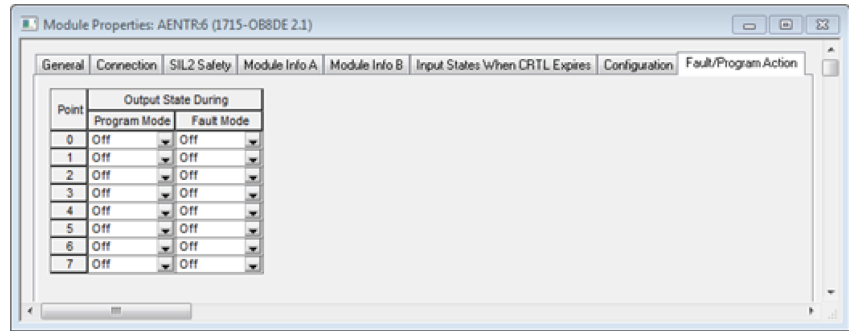 Module Properties: AENTR:6 (1715-OB8DE 2.1)
General Connection SIL2 Safety Module Info A Module Info B Input States When CRTL Expires Configuration Fault/Program Action
Point Output State During
Program Mode Fault Mode
0 Off Off
1 Off Off
2 Off Off
3 Off Off
4 Off Off
5 Off Off
6 Off Off
7 Off Off